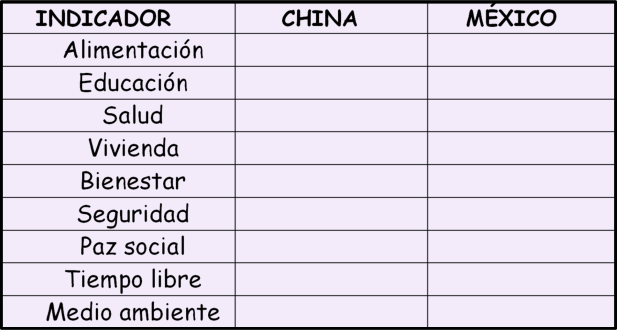 INDICADOR CHINA MÉXICO
Alimentación
Educación
Salud
Vivienda
Bienestar
Seguridad
Paz social
Tiempo libre
Medio ambiente